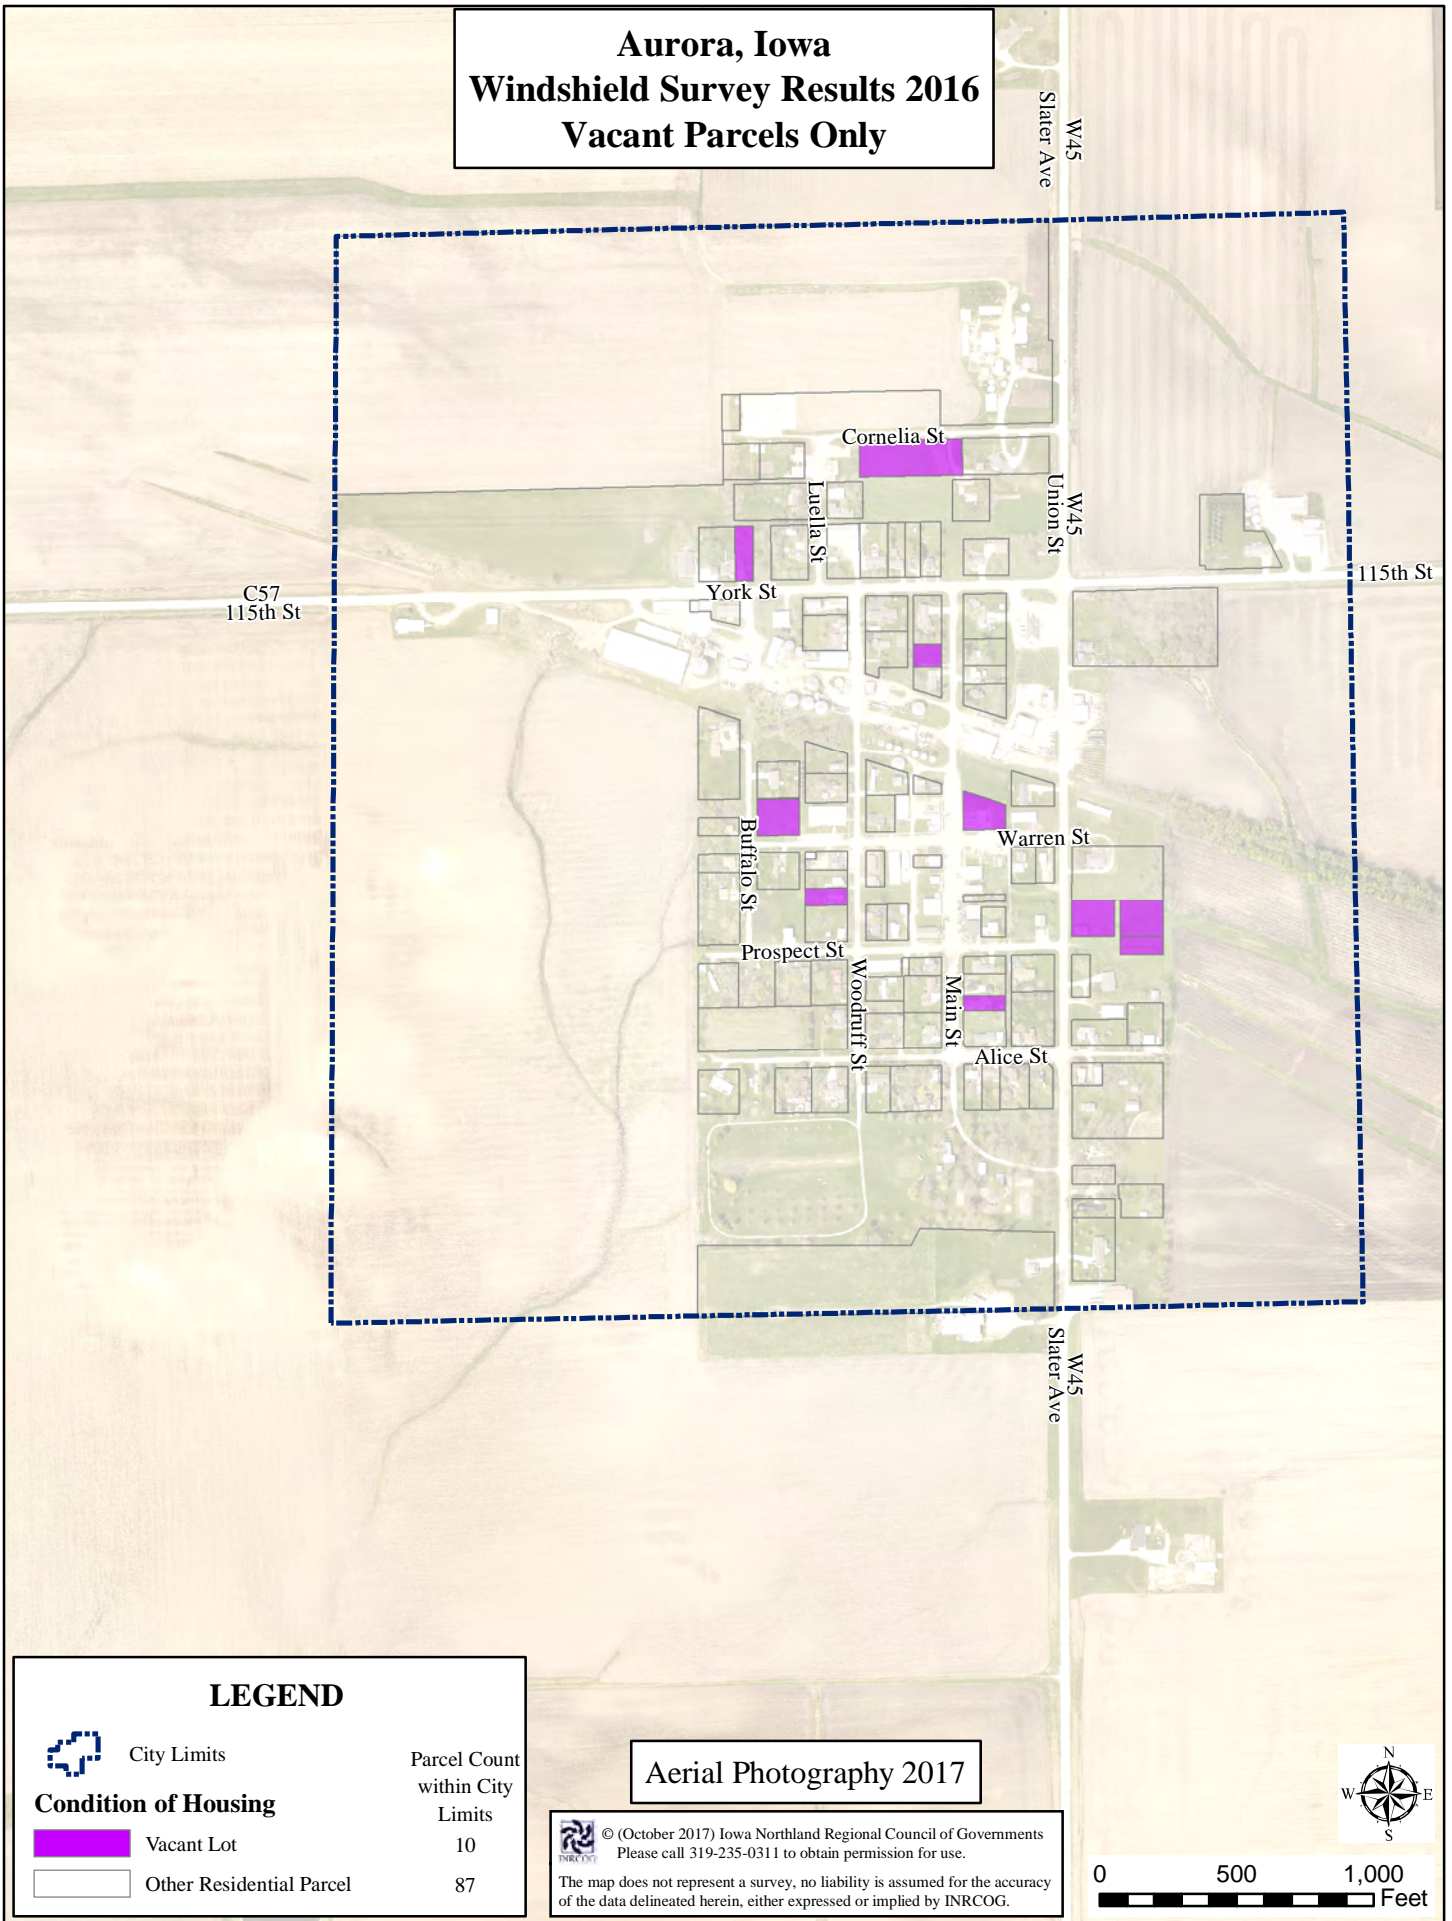 Aurora, Iowa
Windshield Survey Results 2016
Vacant Parcels Only
W45
Slater Ave
Cornelia St
Luella St
W45
Union St
C57
115th St
York St
115th St
Buffalo St
Warren St
Prospect St
Woodruff St
Main St
Alice St
W45
Slater Ave
LEGEND
City Limits
Parcel Count
within City
Limits
Condition of Housing
Vacant Lot 10
Other Residential Parcel 87
Aerial Photography 2017
INRCOG
© (October 2017) Iowa Northland Regional Council of Governments
Please call 319-235-0311 to obtain permission for use.
The map does not represent a survey, no liability is assumed for the accuracy
of the data delineated herein, either expressed or implied by INRCOG.
N
W E
S
0 500 1,000
Feet